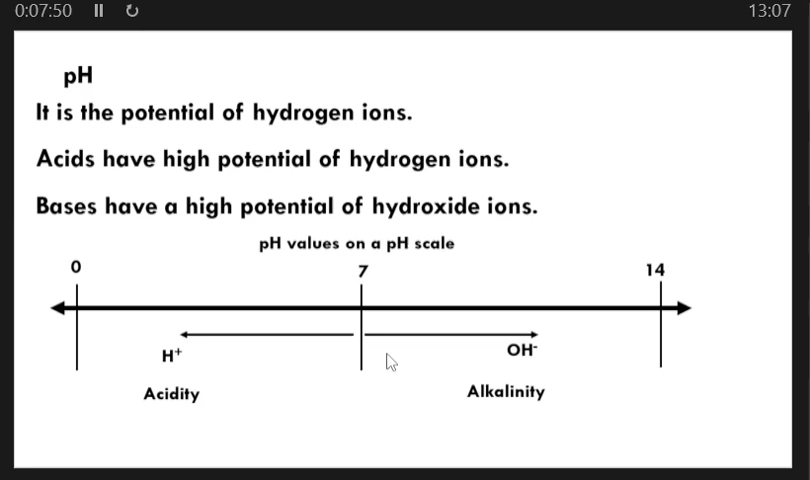 0:07:50
13:07
pH
It is the potential of hydrogen ions.
Acids have high potential of hydrogen ions.
Bases have a high potential of hydroxide ions.
pH values on a pH scale
0
7
14
H⁺
OH⁻
Acidity
Alkalinity